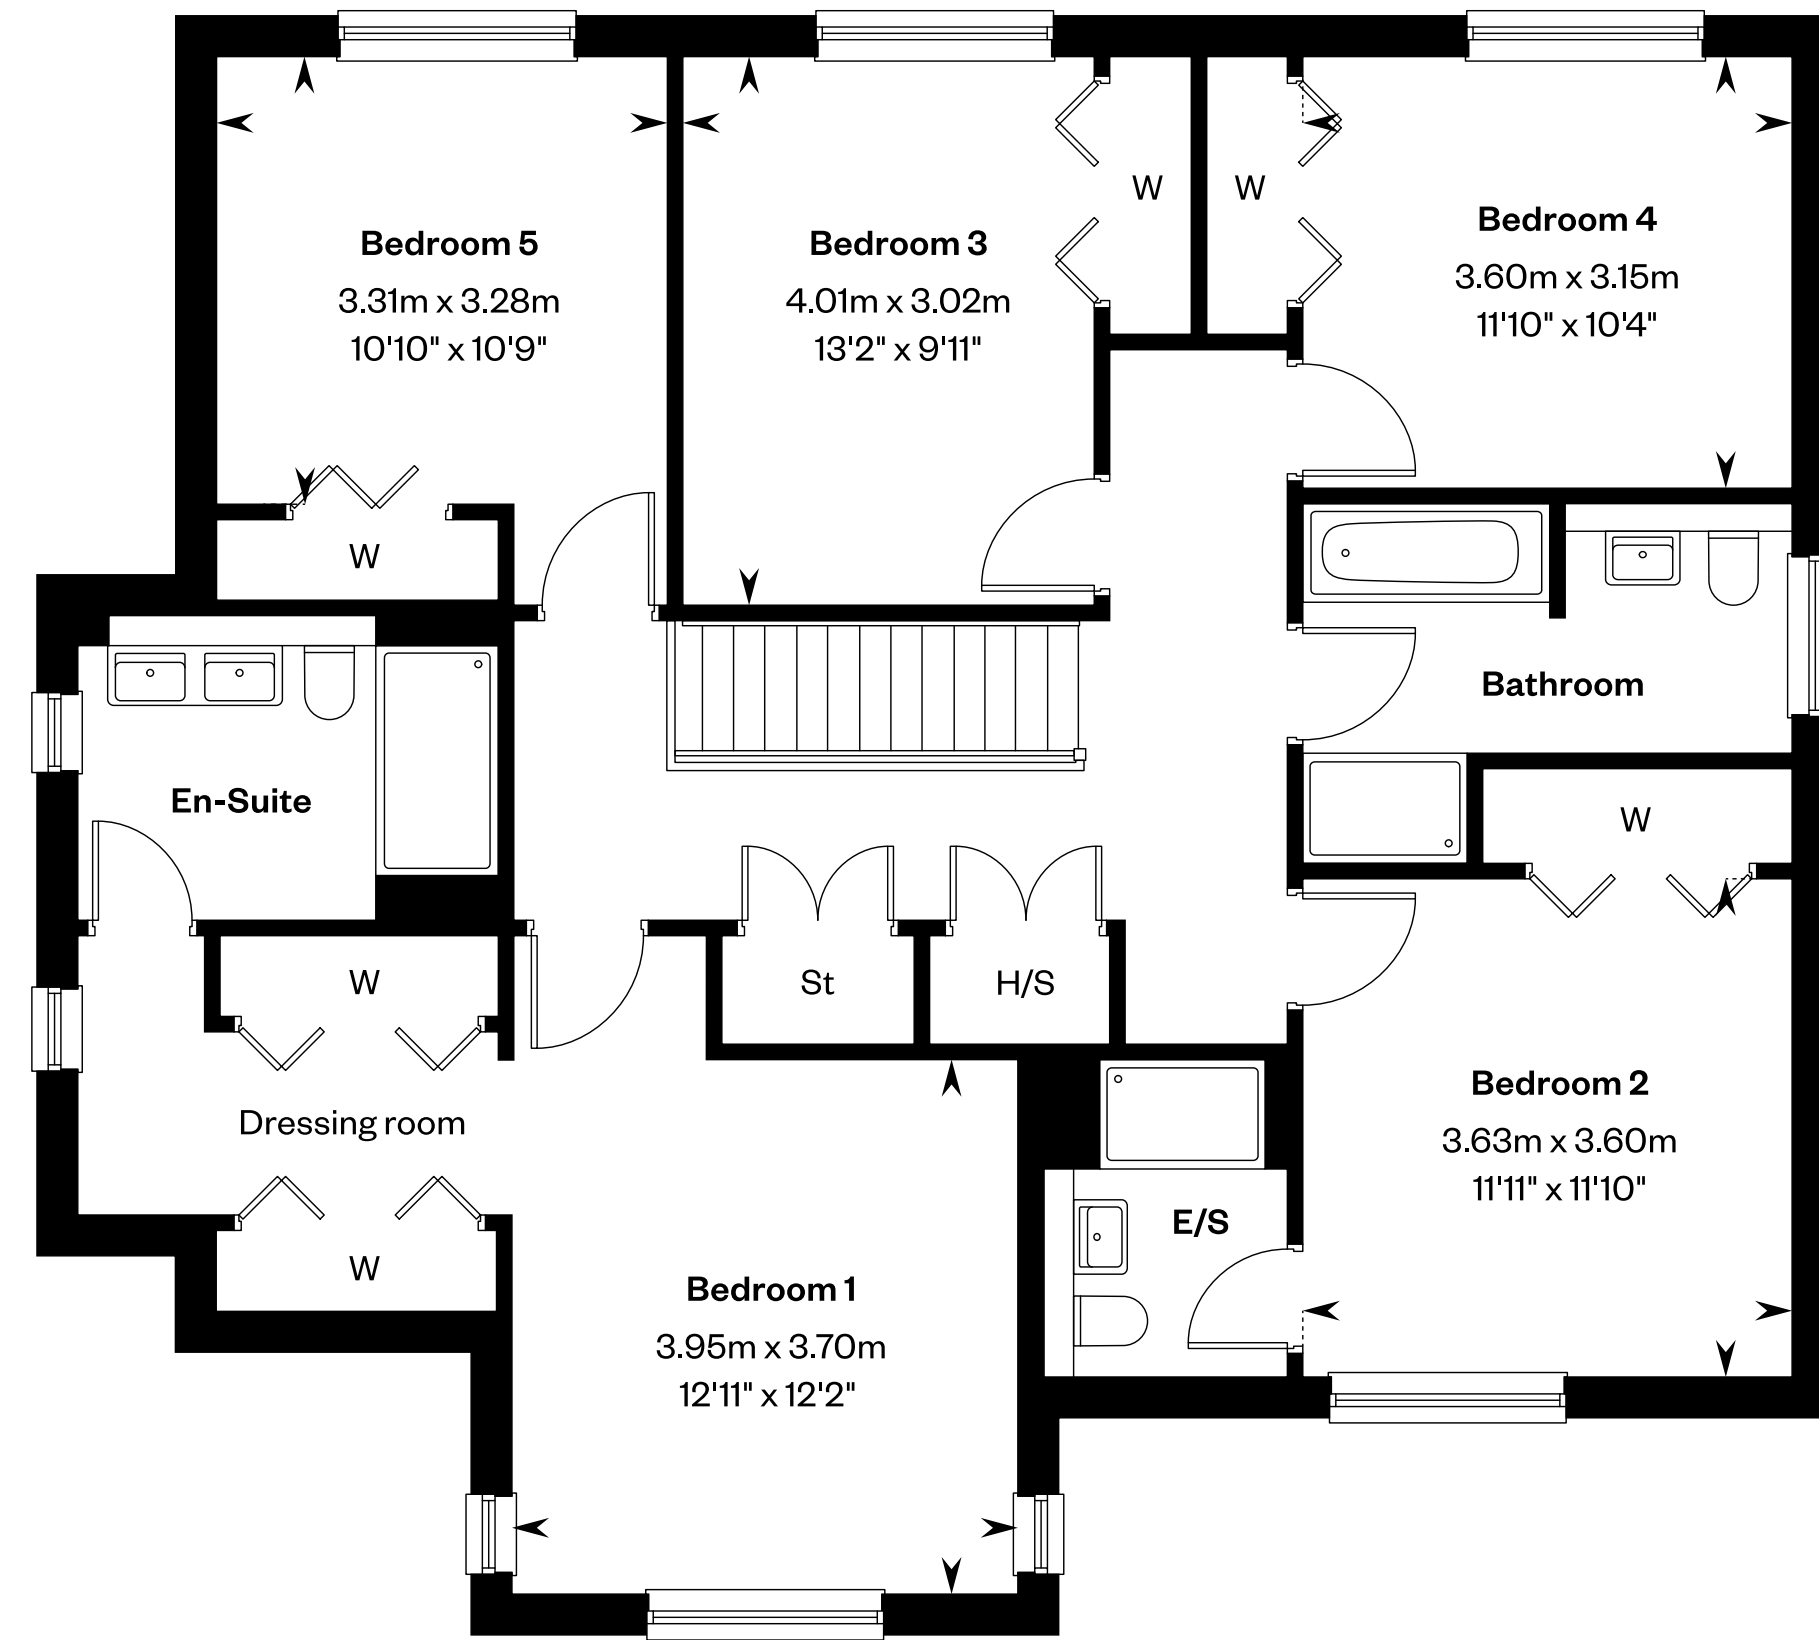 Bedroom 5
3.31m x 3.28m
10'10" x 10'9"
Bedroom 3
4.01m x 3.02m
13'2" x 9'11"
W
W
Bedroom 4
3.60m x 3.15m
11'10" x 10'4"
W
En-Suite
Bathroom
W
W
St
H/S
Dressing room
W
Bedroom 1
3.95m x 3.70m
12'11" x 12'2"
E/S
Bedroom 2
3.63m x 3.60m
11'11" x 11'10"